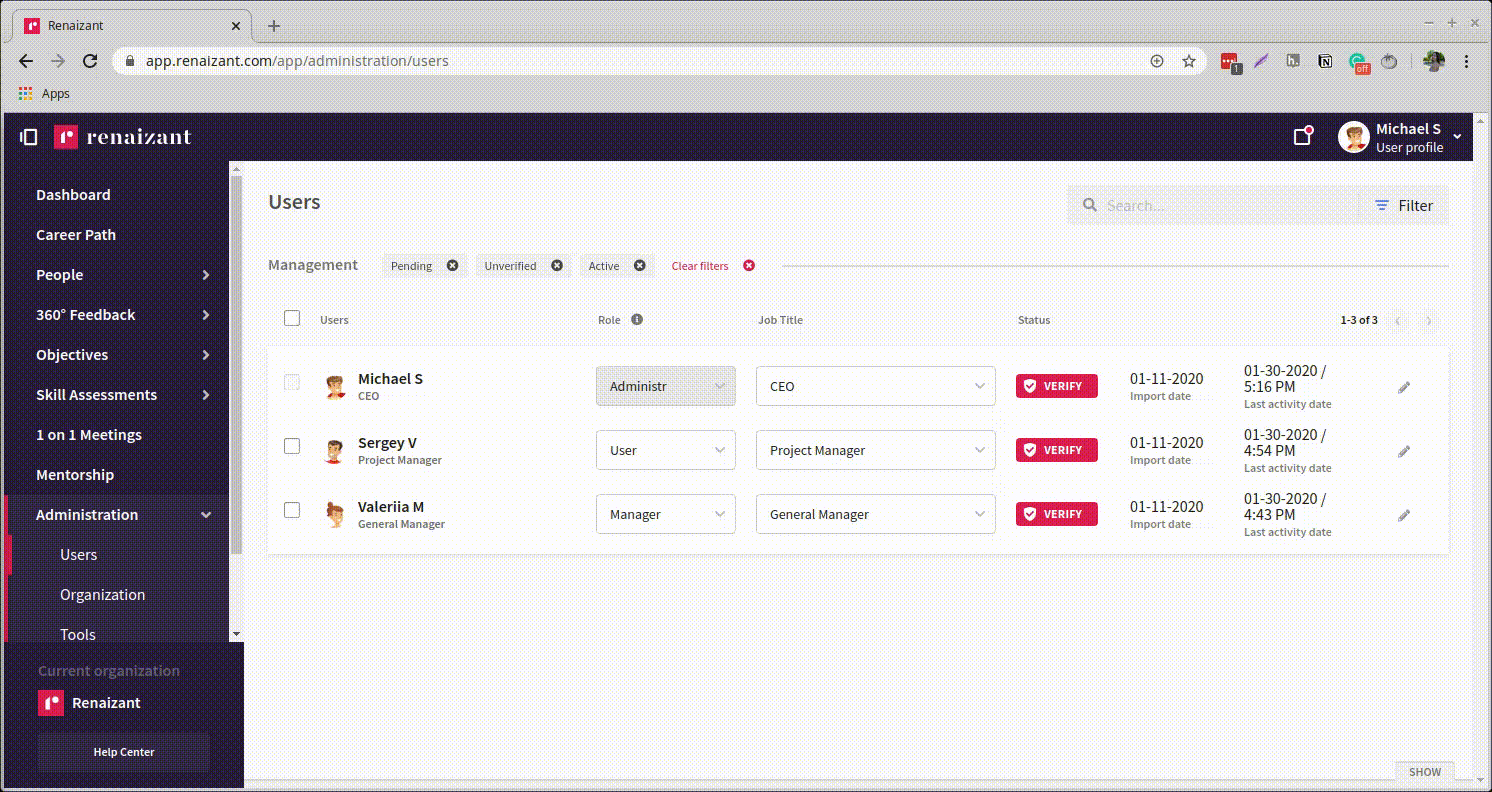 Renaizant
app.renaizant.com/app/administration/users
1
off
Apps
renaizant
Michael S
User profile
Dashboard
Career Path
People
360° Feedback
Objectives
Skill Assessments
1 on 1 Meetings
Mentorship
Administration
Users
Organization
Tools
Current organization
Renaizant
Help Center
Users
Search...
Filter
Management
Pending
Unverified
Active
Clear filters
Users
Role
Job Title
Status
1-3 of 3
Michael S
CEO
Administr
CEO
VERIFY
01-11-2020
Import date
01-30-2020 /
5:16 PM
Last activity date
Sergey V
Project Manager
User
Project Manager
VERIFY
01-11-2020
Import date
01-30-2020 /
4:54 PM
Last activity date
Valeriia M
General Manager
Manager
General Manager
VERIFY
01-11-2020
Import date
01-30-2020 /
4:43 PM
Last activity date
SHOW